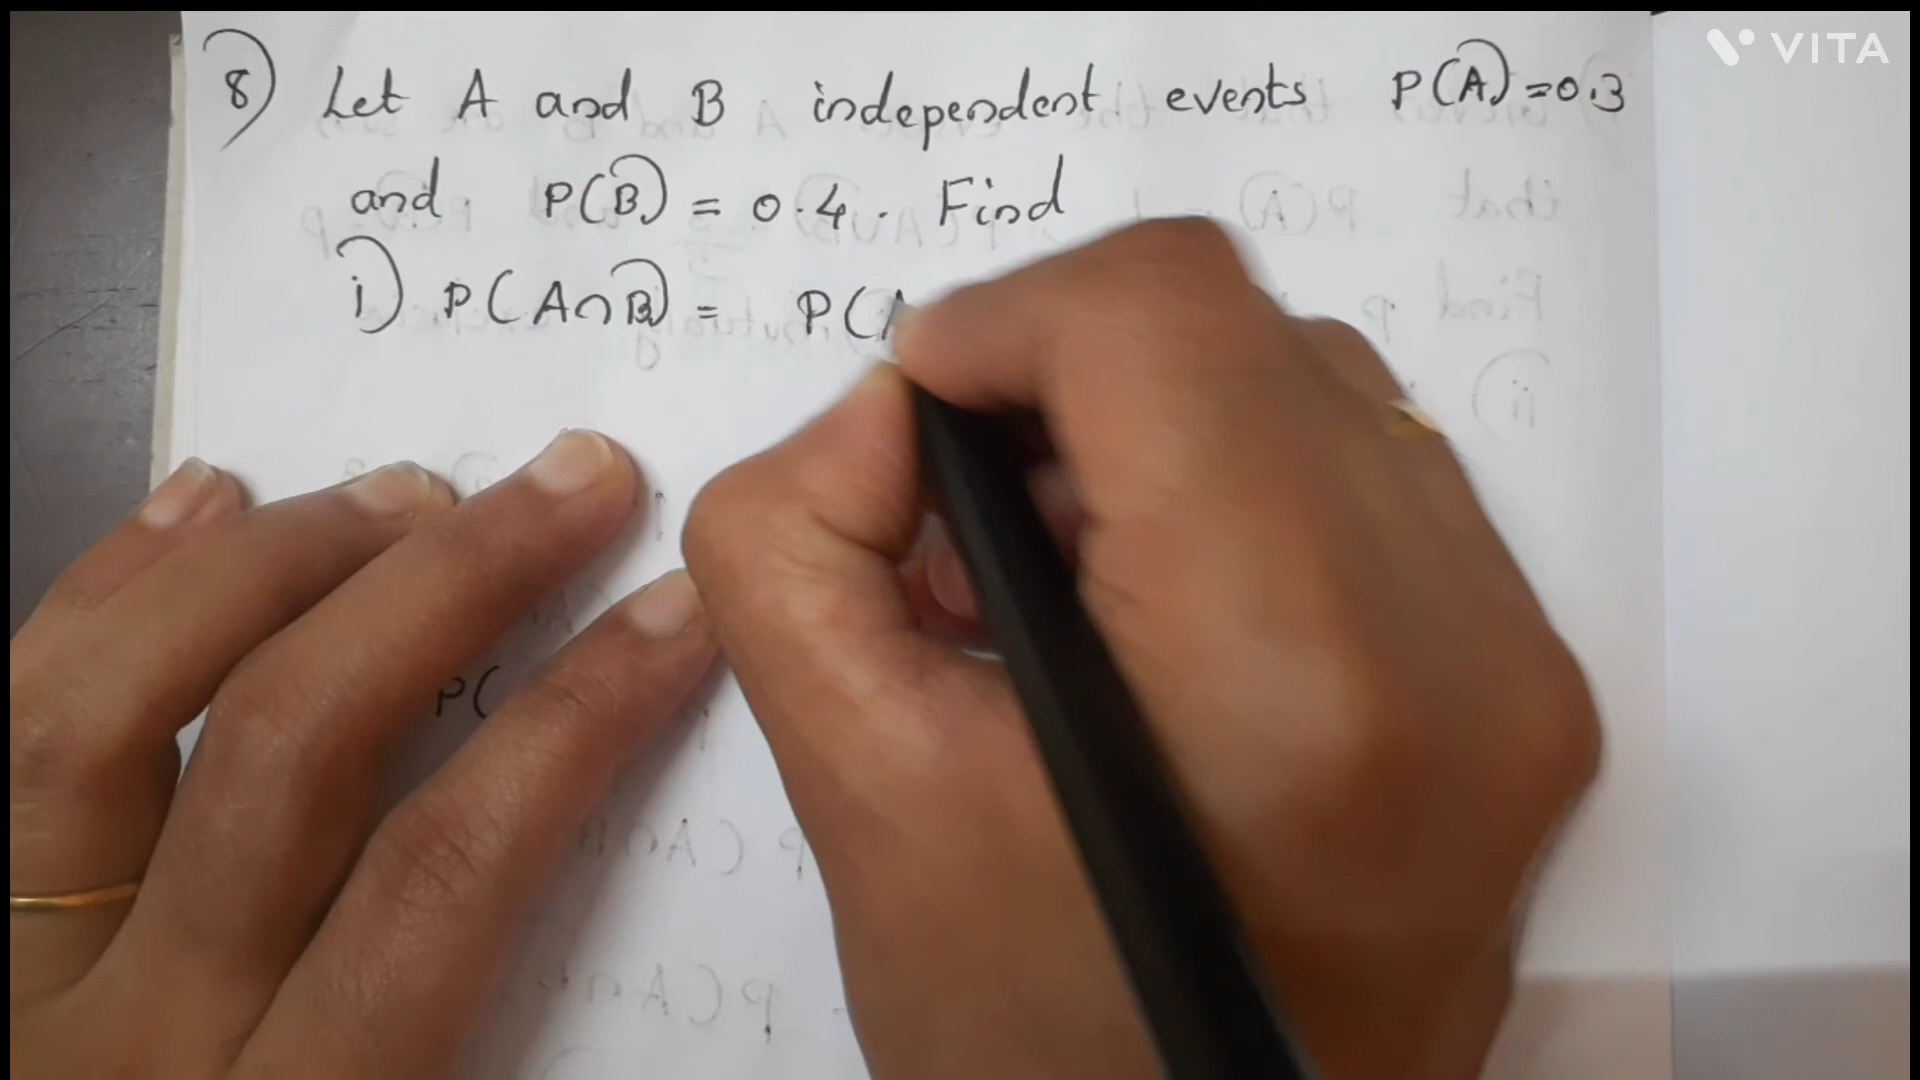 VITA
8) Let A and B independent events P(A) = 0.3
and P(B) = 0.4. Find
i) P(A∩B) = P(A
P(